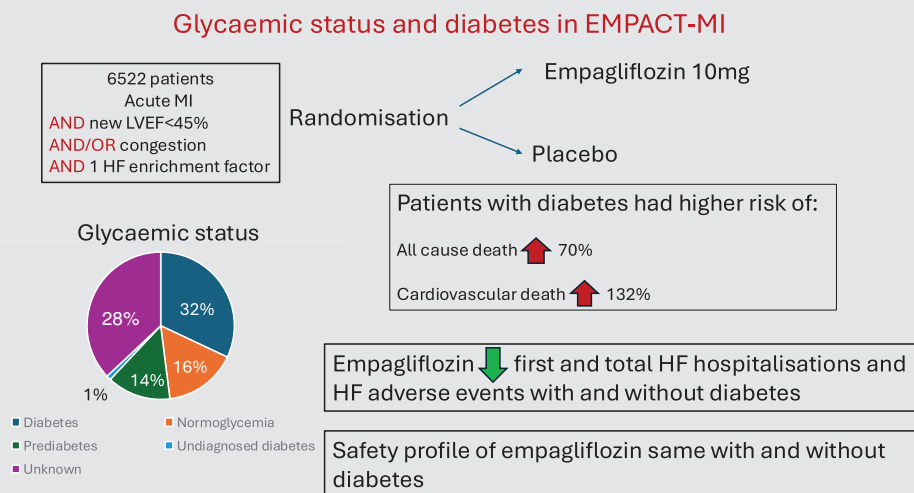 Glycaemic status and diabetes in EMPACT-MI
6522 patients
Acute MI
AND new LVEF<45%
AND/OR congestion
AND 1 HF enrichment factor
Randomisation
Empagliflozin 10mg
Placebo
Patients with diabetes had higher risk of:
All cause death 70%
Cardiovascular death 132%
Glycaemic status
32%
16%
14%
1%
28%
Diabetes
Normoglycemia
Prediabetes
Undiagnosed diabetes
Unknown
Empagliflozin first and total HF hospitalisations and
HF adverse events with and without diabetes
Safety profile of empagliflozin same with and without
diabetes